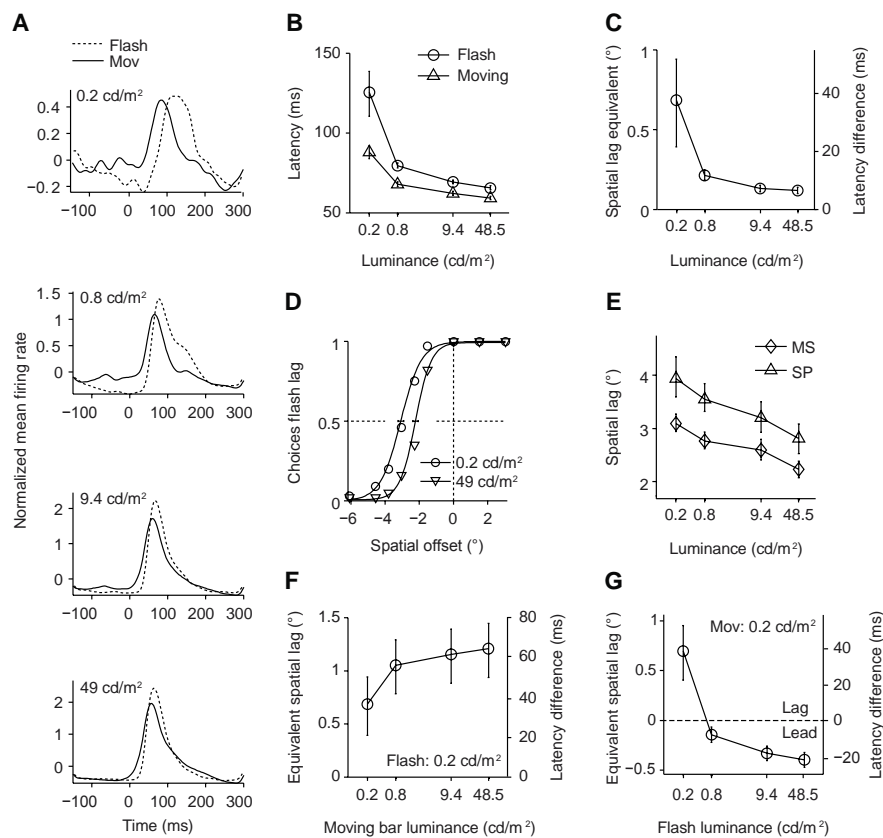 A
Flash
Mov
0.2 cd/m²
0.4
0.2
0
−0.2
−100 0 100 200 300
0.8 cd/m²
1.5
1
0.5
0
−100 0 100 200 300
9.4 cd/m²
2
1
0
−100 0 100 200 300
49 cd/m²
2
1
0
−100 0 100 200 300
Time (ms)
Normalized mean firing rate
B
Flash
Moving
150
100
50
Latency (ms)
0.2 0.8 9.4 48.5
Luminance (cd/m²)
C
1
0.5
0
Spatial lag equivalent (°)
40
20
0
Latency difference (ms)
0.2 0.8 9.4 48.5
Luminance (cd/m²)
D
1
0.5
0
Choices flash lag
0.2 cd/m²
49 cd/m²
−6 −4 −2 0 2
Spatial offset (°)
E
MS
SP
4
3
2
Spatial lag (°)
0.2 0.8 9.4 48.5
Luminance (cd/m²)
F
1.5
1
0.5
0
Equivalent spatial lag (°)
80
60
40
20
0
Latency difference (ms)
Flash: 0.2 cd/m²
0.2 0.8 9.4 48.5
Moving bar luminance (cd/m²)
G
1
0.5
0
−0.5
Equivalent spatial lag (°)
Mov: 0.2 cd/m²
Lag
Lead
40
20
0
−20
Latency difference (ms)
0.2 0.8 9.4 48.5
Flash luminance (cd/m²)